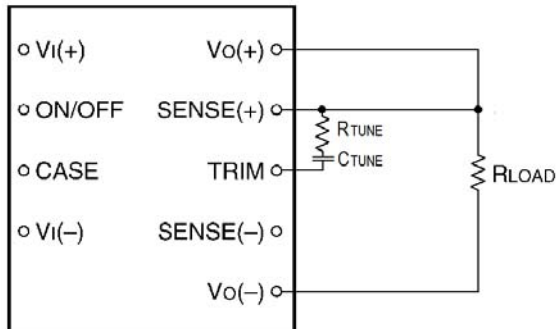 VI(+) VO(+)
ON/OFF SENSE(+)
RTUNE
CTUNE
CASE TRIM
RLOAD
VI(–) SENSE(–)
VO(–)